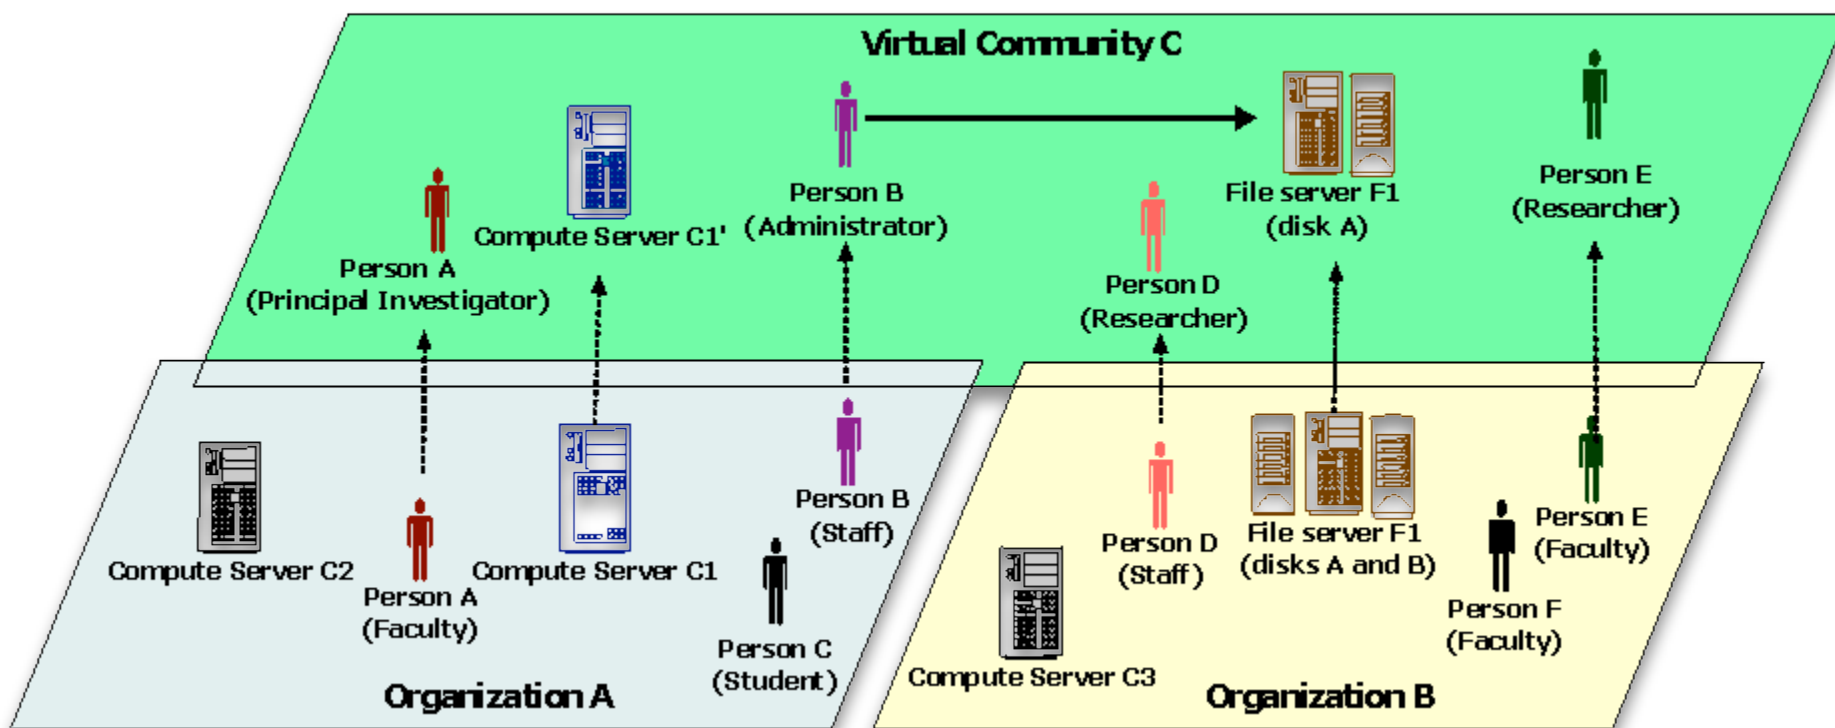 Virtual Community C
Person A
(Principal Investigator)
Compute Server C1'
Person B
(Administrator)
Person D
(Researcher)
File server F1
(disk A)
Person E
(Researcher)
Compute Server C2
Person A
(Faculty)
Compute Server C1
Person B
(Staff)
Person C
(Student)
Organization A
Compute Server C3
Person D
(Staff)
File server F1
(disks A and B)
Person E
(Faculty)
Person F
(Faculty)
Organization B